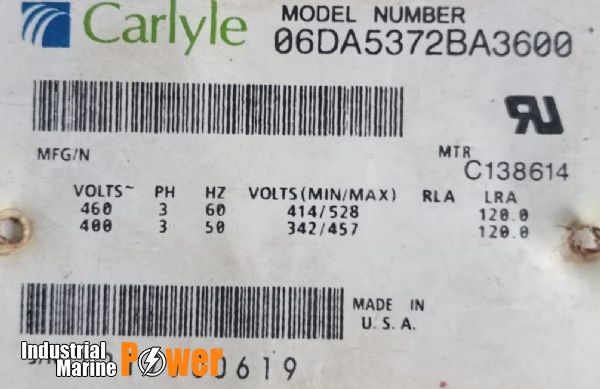 Carlyle
MODEL NUMBER
06DA5372BA3600
MFG/N
MTR
C138614
VOLTS~ PH HZ VOLTS(MIN/MAX) RLA LRA
460 3 60 414/528 120.0
400 3 50 342/457 120.0
MADE IN
U.S.A.
0619
Industrial
Marine Power